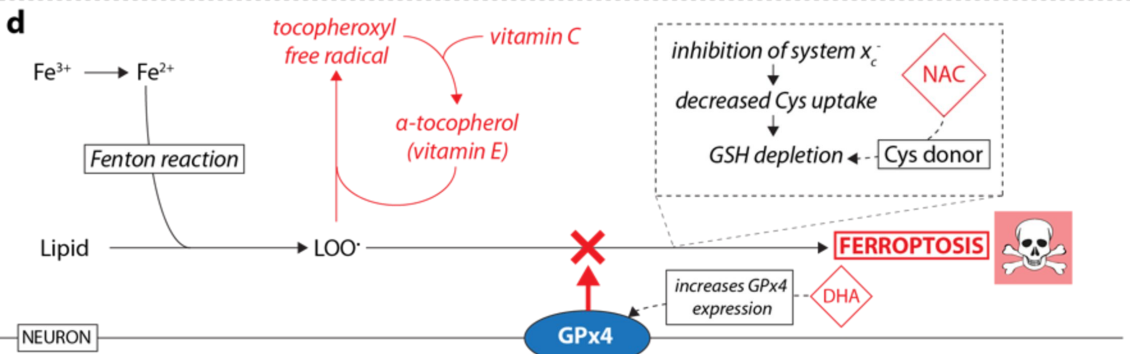 d
tocopheroxyl
free radical
vitamin C
Fe³⁺
Fe²⁺
α-tocopherol
(vitamin E)
Fenton reaction
inhibition of system x꜀⁻
decreased Cys uptake
GSH depletion
NAC
Cys donor
Lipid
LOO·
FERROPTOSIS
increases GPx4
expression
DHA
NEURON
GPx4